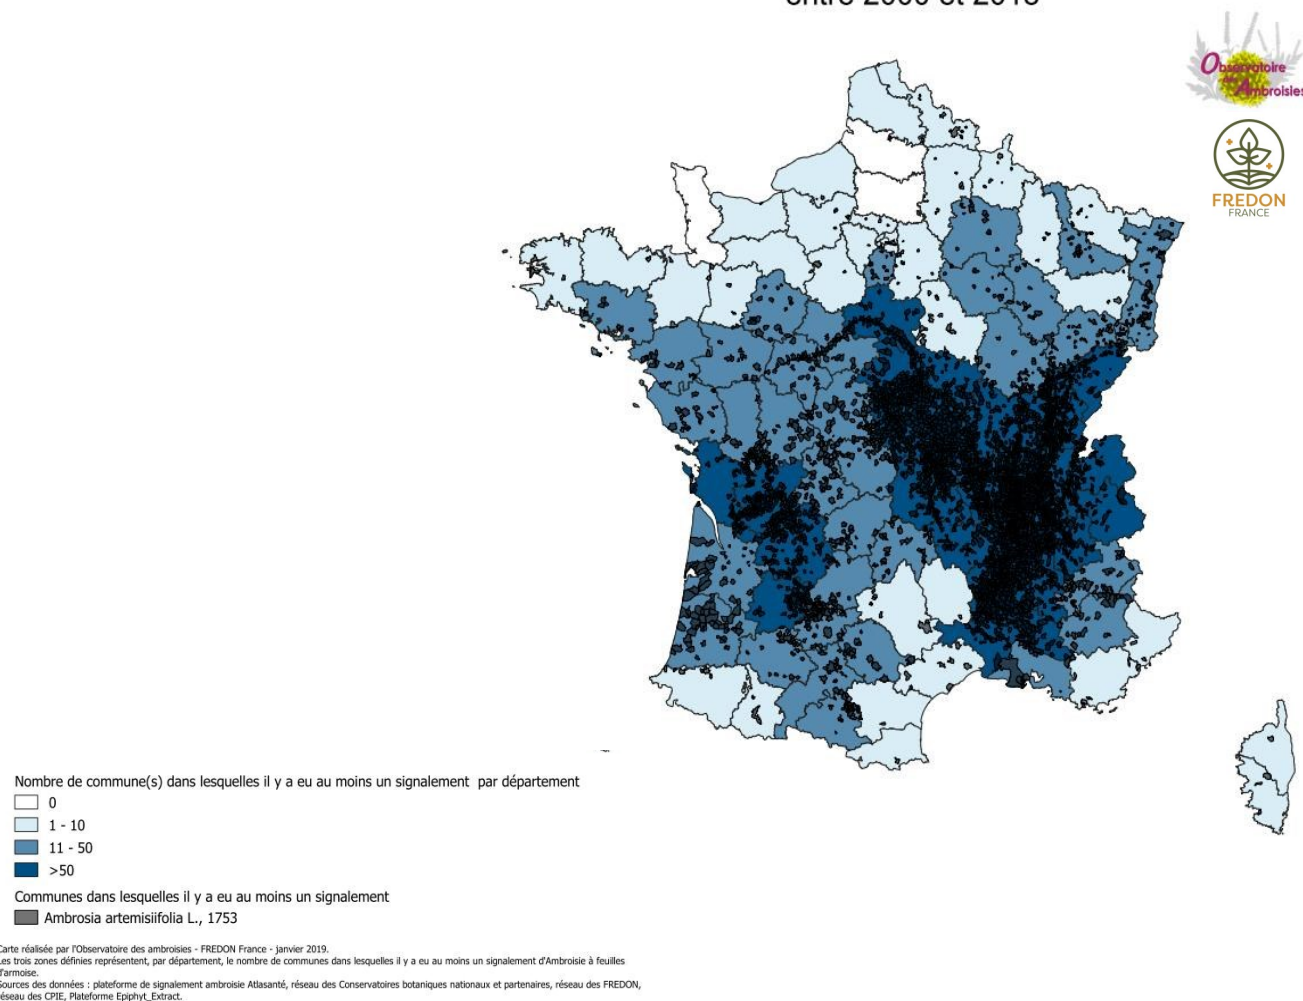 Observatoire
des
Ambroisies
FREDON
FRANCE
Nombre de commune(s) dans lesquelles il y a eu au moins un signalement par département
0
1 - 10
11 - 50
>50
Communes dans lesquelles il y a eu au moins un signalement
Ambrosia artemisiifolia L., 1753
Carte réalisée par l'Observatoire des ambroisies - FREDON France - janvier 2019.
Les trois zones définies représentent, par département, le nombre de communes dans lesquelles il y a eu au moins un signalement d'Ambroisie à feuilles
d'armoise.
Sources des données : plateforme de signalement ambroisie Atlasanté, réseau des Conservatoires botaniques nationaux et partenaires, réseau des FREDON,
réseau des CPIE, Plateforme Epiphyt_Extract.